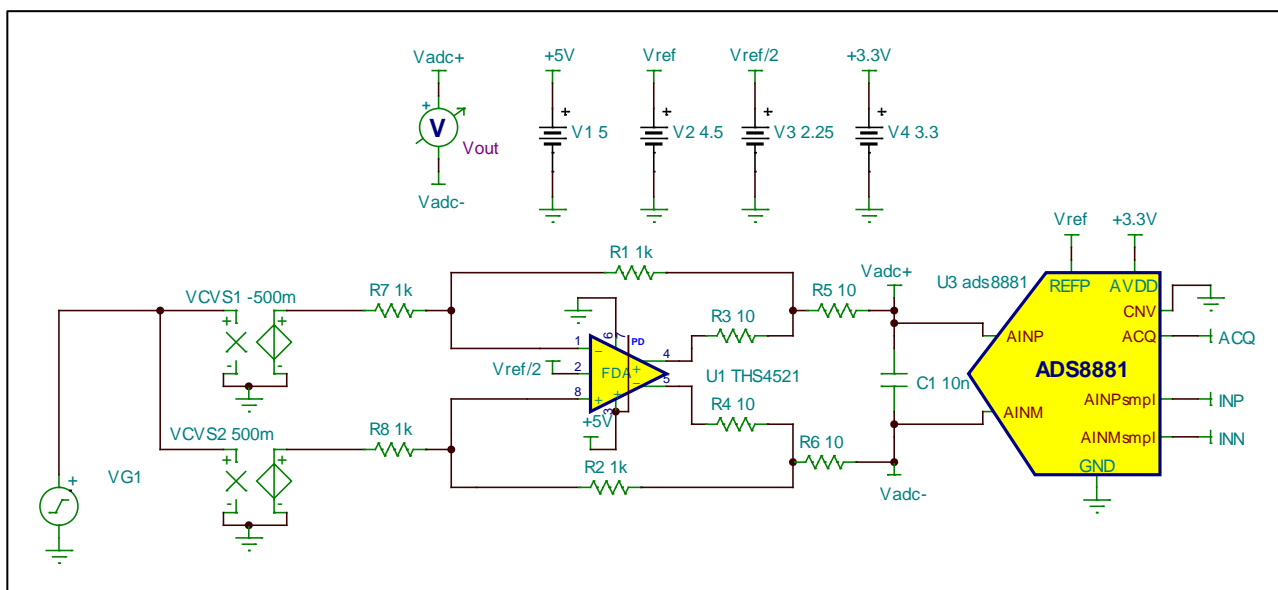 Vadc+
+5V
Vref
Vref/2
+3.3V
+
V
Vout
Vadc-
+
V1 5
+
V2 4.5
+
V3 2.25
+
V4 3.3
Vref
+3.3V
R1 1k
Vadc+
U3 ads8881
REFP
AVDD
VCVS1 -500m
R7 1k
R5 10
CNV
+
+
-
-
R3 10
AINP
ACQ
ACQ
6
7
PD
1
−
4
Vref/2
2
FDA
+
−
5
U1 THS4521
ADS8881
8
+
3
+
+5V
C1 10n
AINPsmpl
INP
R4 10
AINM
VCVS2 500m
R8 1k
R6 10
AINMsmpl
INN
+
+
-
-
VG1
+
R2 1k
Vadc-
GND